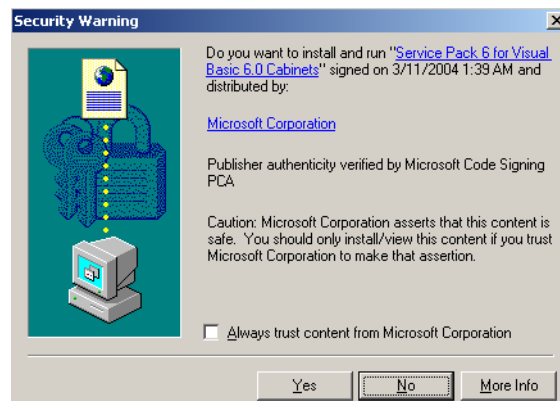 Security Warning
Do you want to install and run "Service Pack 6 for Visual
Basic 6.0 Cabinets" signed on 3/11/2004 1:39 AM and
distributed by:
Microsoft Corporation
Publisher authenticity verified by Microsoft Code Signing
PCA
Caution: Microsoft Corporation asserts that this content is
safe. You should only install/view this content if you trust
Microsoft Corporation to make that assertion.
Always trust content from Microsoft Corporation
Yes No More Info